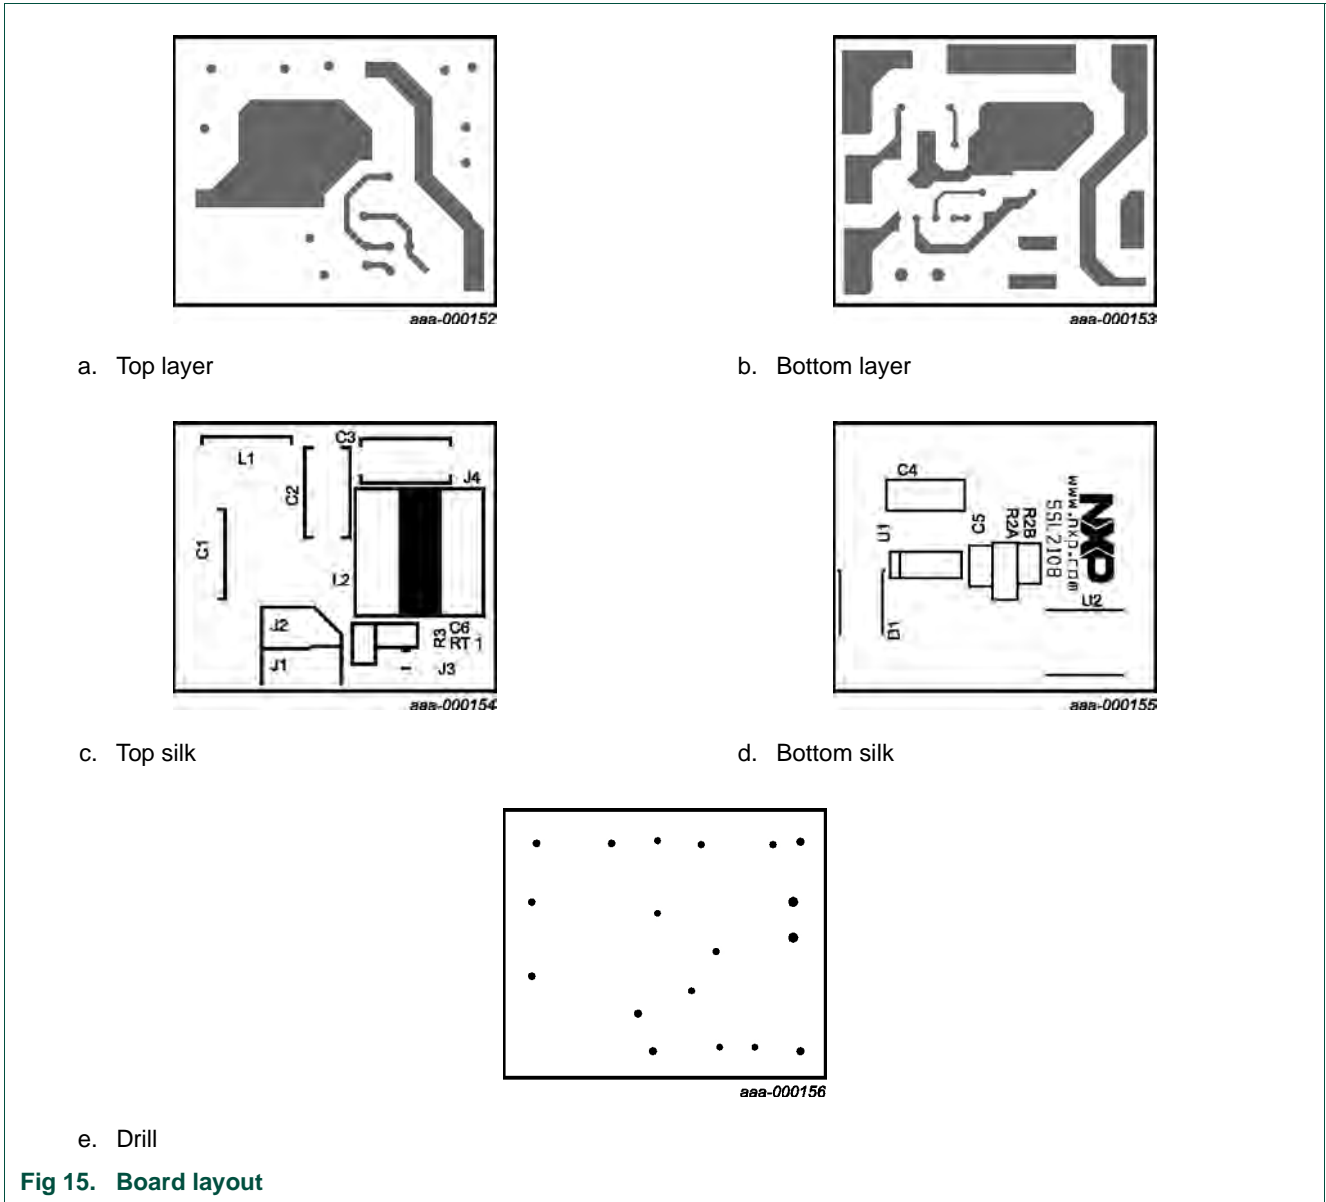 aaa-000152
aaa-000153
a. Top layer
b. Bottom layer
C3
L1
J4
C2
C1
L2
J2
C6
R3
RT 1
J1
J3
aaa-000154
C4
U1
C5
R2A
R2B
SSL2108
www.nxp.com
NXP
U2
B1
aaa-000155
c. Top silk
d. Bottom silk
aaa-000156
e. Drill
Fig 15. Board layout